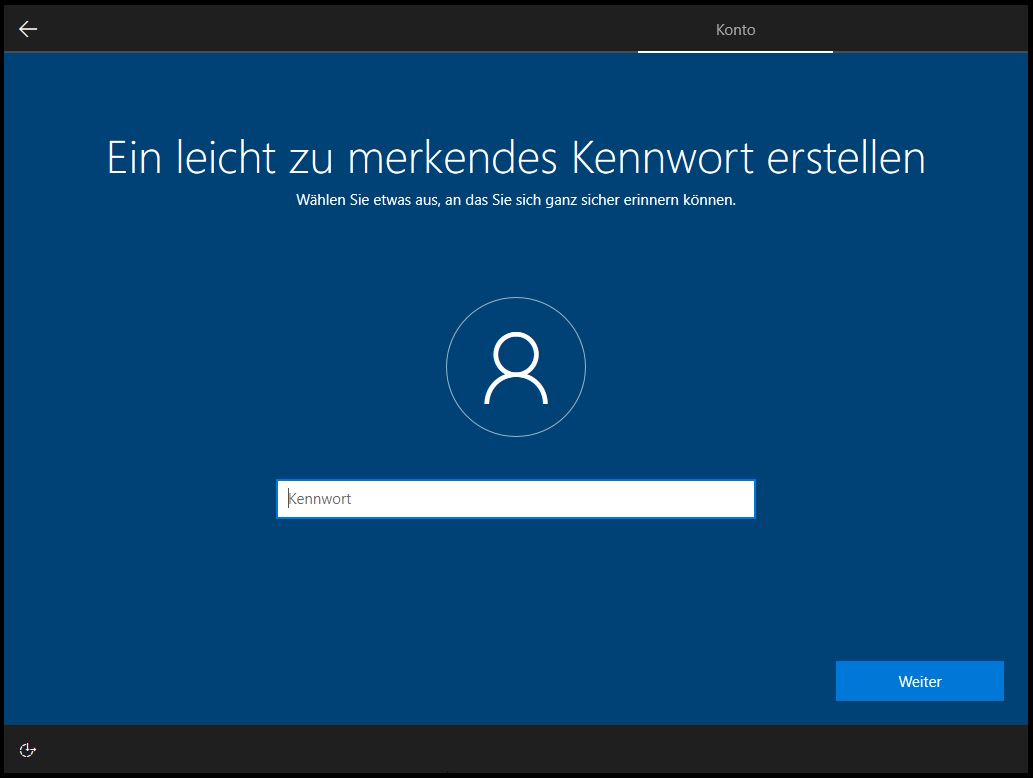 Konto
Ein leicht zu merkendes Kennwort erstellen
Wählen Sie etwas aus, an das Sie sich ganz sicher erinnern können.
Kennwort
Weiter